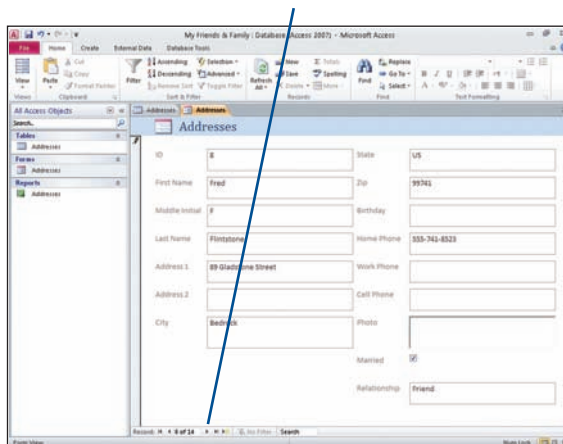 My Friends & Family : Database (Access 2007) - Microsoft Access
File Home Create External Data Database Tools
View Paste Cut Copy Format Painter Filter Ascending Descending Remove Sort Selection Advanced Toggle Filter Refresh All New Save Delete Totals Spelling More Find Replace Go To Select
Views Clipboard Sort & Filter Records Find Text Formatting
All Access Objects
Search...
Tables
Addresses
Forms
Addresses
Reports
Addresses
Addresses Addresses
Addresses
ID 8 State US
First Name Fred Zip 99741
Middle Initial F Birthday
Last Name Flintstone Home Phone 555-741-8523
Address 1 89 Gladstone Street Work Phone
Address 2 Cell Phone
City Bedrock Photo
Married
Relationship Friend
Record: 6 of 14 No Filter Search
Form View Num Lock